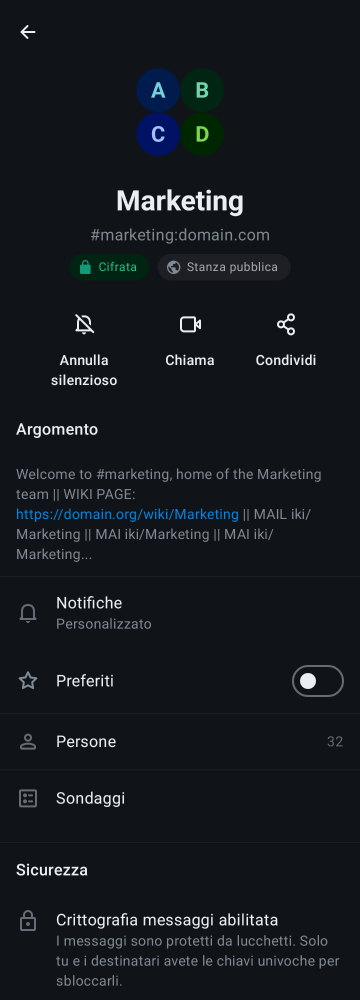 A B
C D
Marketing
#marketing:domain.com
Cifrata Stanza pubblica
Annulla silenzioso Chiama Condividi
Argomento
Welcome to #marketing, home of the Marketing
team || WIKI PAGE:
https://domain.org/wiki/Marketing || MAIL iki/
Marketing || MAI iki/Marketing || MAI iki/
Marketing...
Notifiche
Personalizzato
Preferiti
Persone 32
Sondaggi
Sicurezza
Crittografia messaggi abilitata
I messaggi sono protetti da lucchetti. Solo
tu e i destinatari avete le chiavi univoche per
sbloccarli.